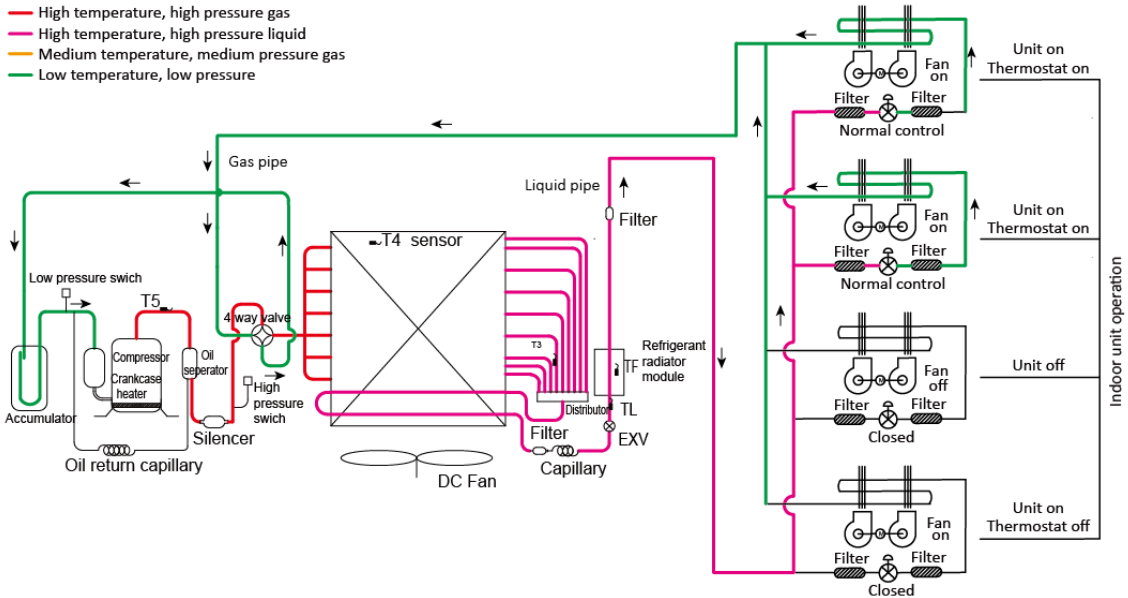 High temperature, high pressure gas
High temperature, high pressure liquid
Medium temperature, medium pressure gas
Low temperature, low pressure
Gas pipe
Liquid pipe
Filter
T4 sensor
Low pressure swich
T5
4 way valve
Compressor
Crankcase
heater
Oil
seperator
High
pressure
swich
Accumulator
Silencer
Oil return capillary
T3
Distributor
TF
Refrigerant
radiator
module
TL
EXV
Filter
Capillary
DC Fan
M
Fan
on
Filter
Filter
Normal control
Unit on
Thermostat on
M
Fan
on
Filter
Filter
Normal control
Unit on
Thermostat on
M
Fan
off
Filter
Filter
Closed
Unit off
M
Fan
on
Filter
Filter
Closed
Unit on
Thermostat off
Indoor unit operation